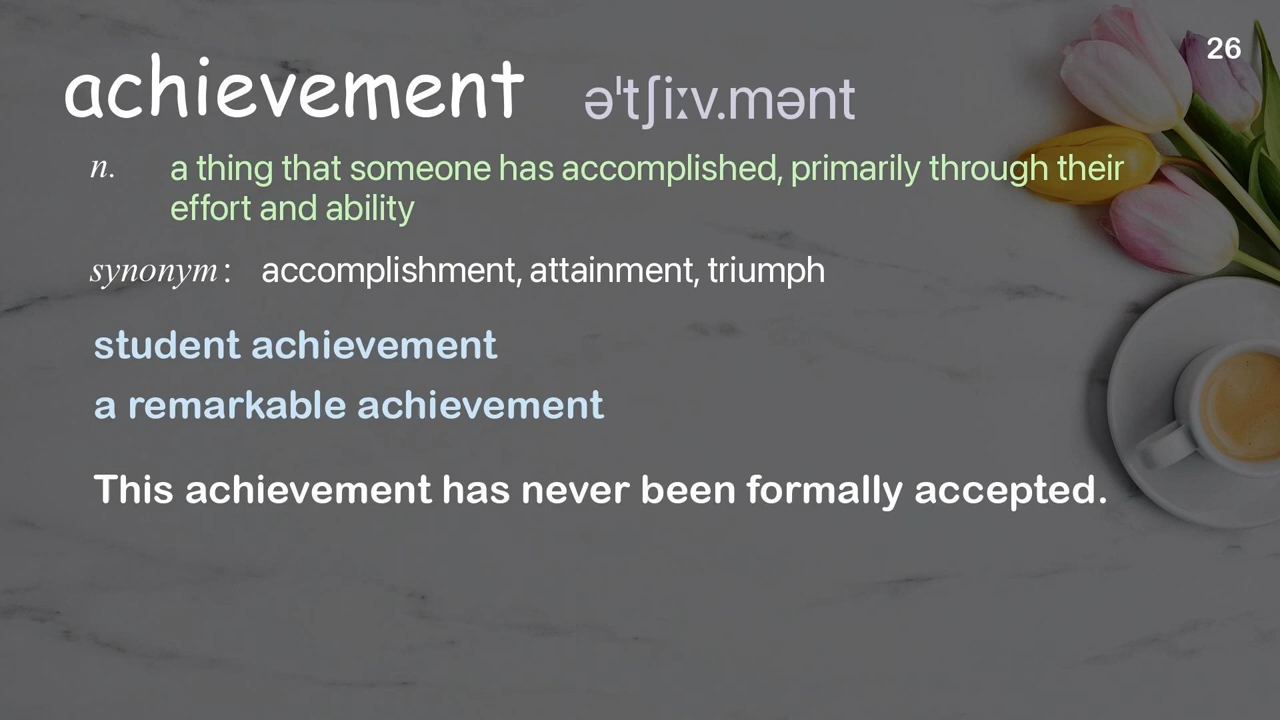 26
achievement əˈtʃiːv.mənt
n. a thing that someone has accomplished, primarily through their
effort and ability
synonym: accomplishment, attainment, triumph
student achievement
a remarkable achievement
This achievement has never been formally accepted.